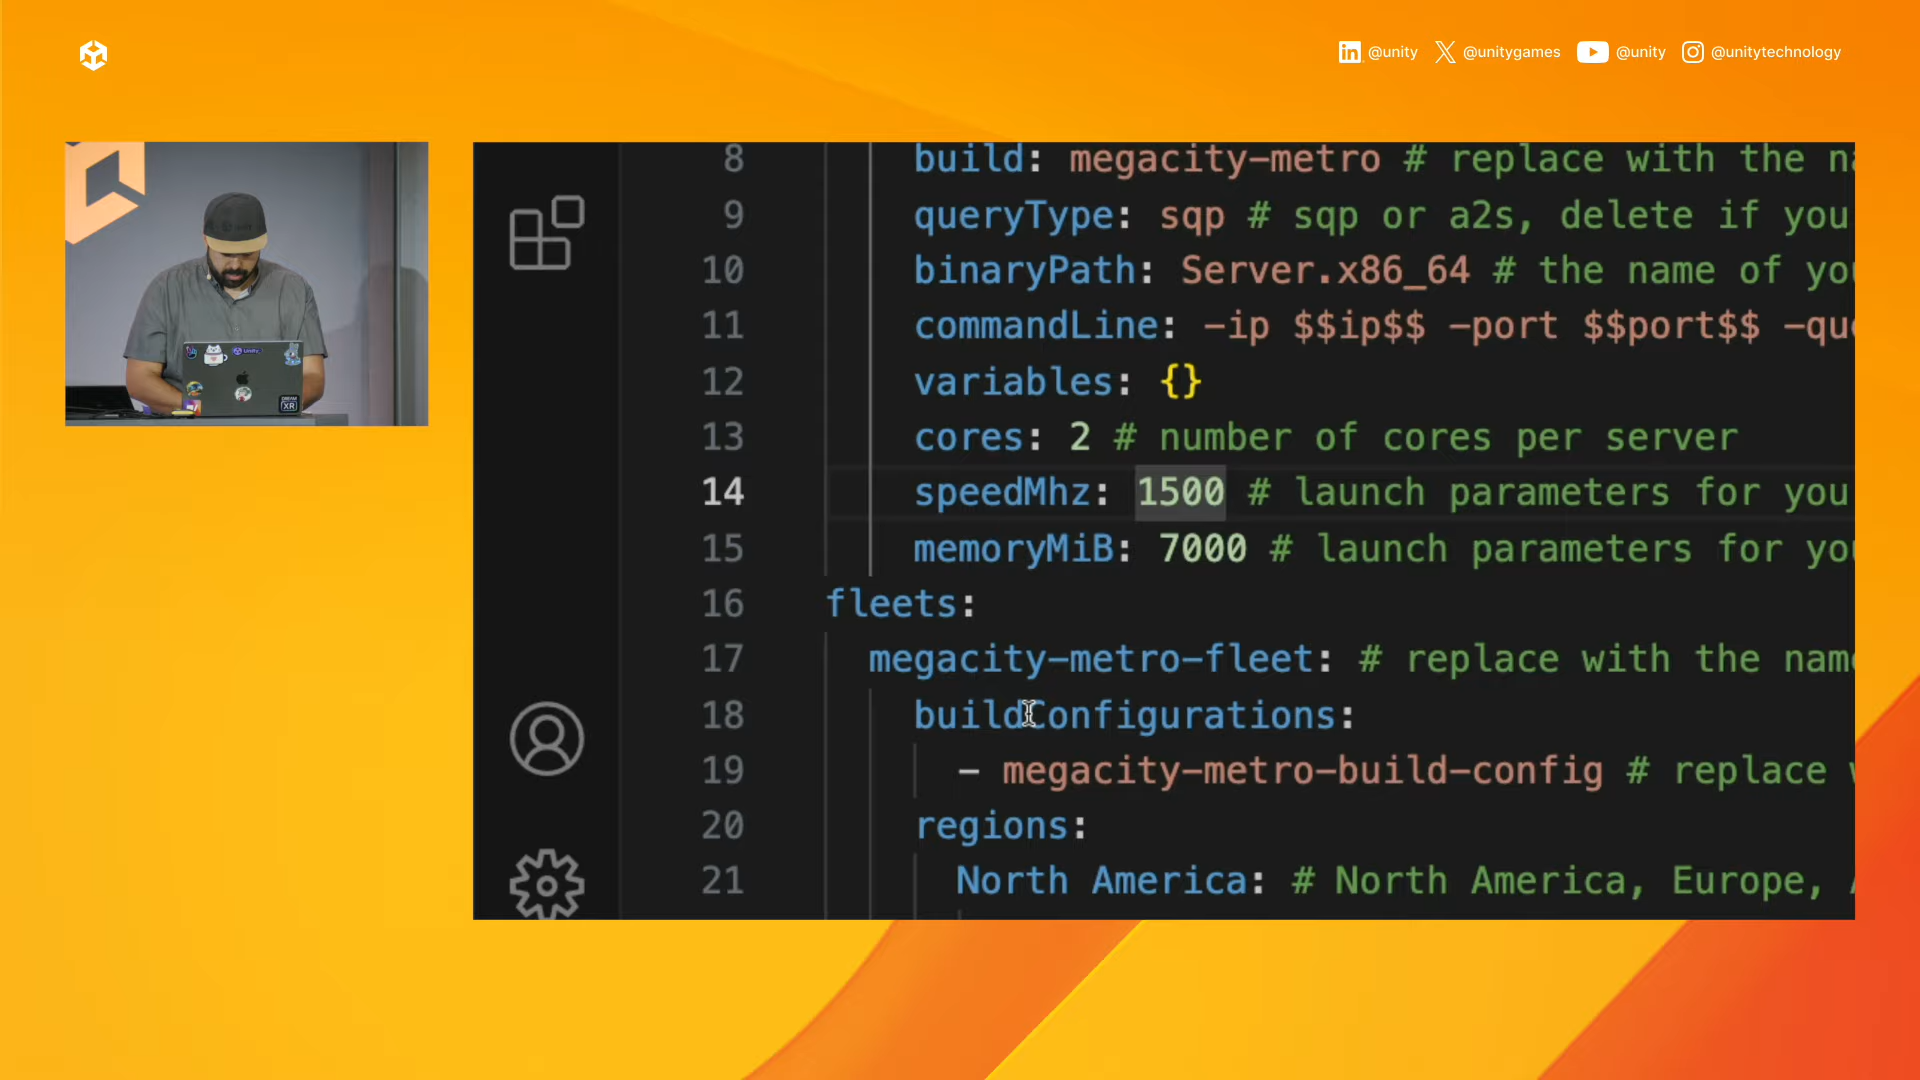 @unity @unitygames @unity @unitytechnology
8 build: megacity-metro # replace with the
9 queryType: sqp # sqp or a2s, delete if you
10 binaryPath: Server.x86_64 # the name of
11 commandLine: -ip $$ip$$ -port $$port$$
12 variables: {}
13 cores: 2 # number of cores per server
14 speedMhz: 1500 # launch parameters for you
15 memoryMiB: 7000 # launch parameters for
16 fleets:
17 megacity-metro-fleet: # replace with the
18 buildConfigurations:
19 - megacity-metro-build-config # replace
20 regions:
21 North America: # North America, Europe,
unity
DREAM
XR